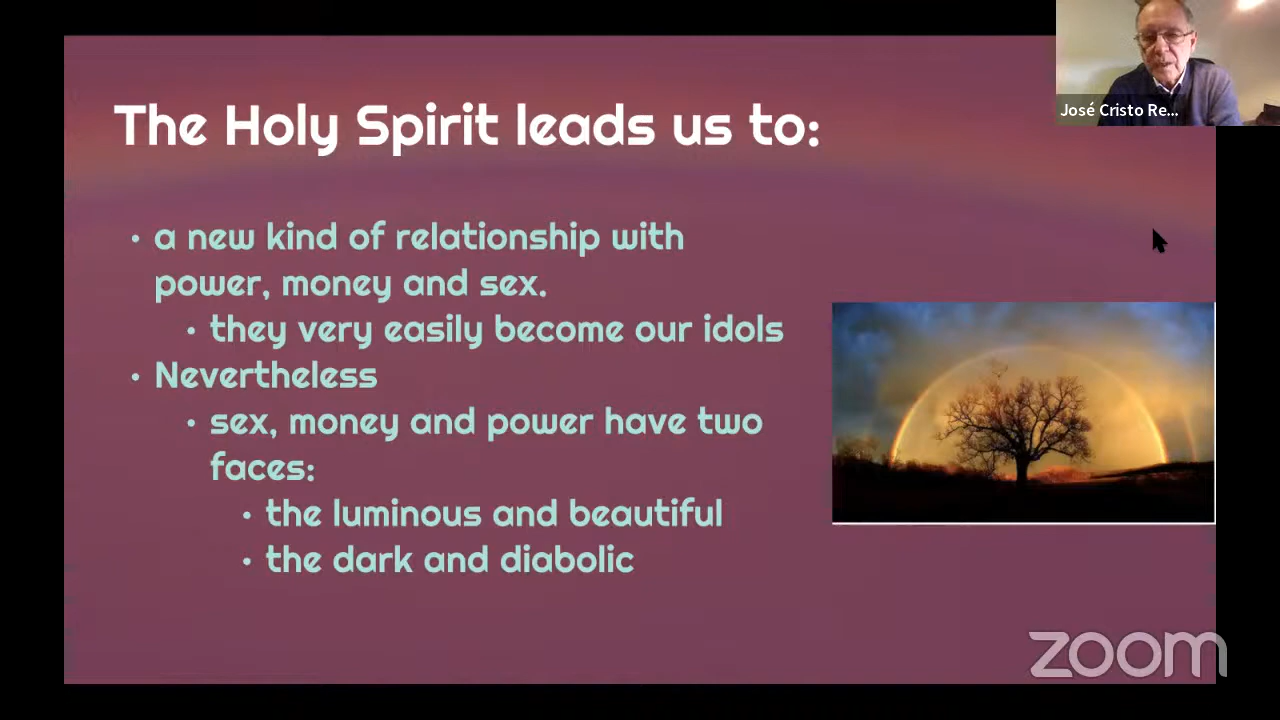 José Cristo Re...
The Holy Spirit leads us to:
• a new kind of relationship with
power, money and sex.
• they very easily become our idols
• Nevertheless
• sex, money and power have two
faces:
• the luminous and beautiful
• the dark and diabolic
zoom